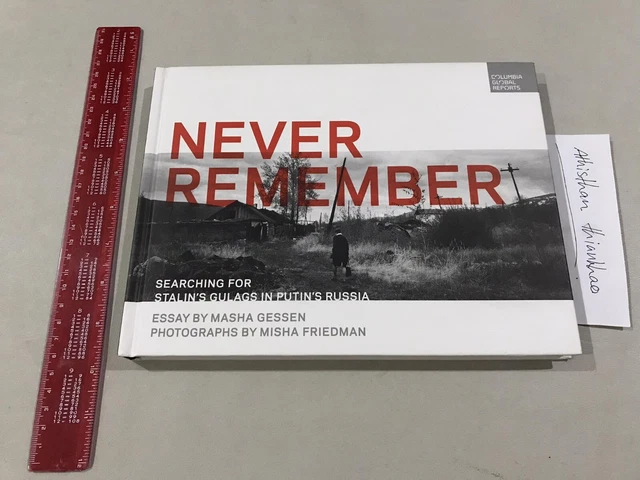 COLUMBIA
GLOBAL
REPORTS
NEVER
REMEMBER
SEARCHING FOR
STALIN'S GULAGS IN PUTIN'S RUSSIA
ESSAY BY MASHA GESSEN
PHOTOGRAPHS BY MISHA FRIEDMAN
Athisthan